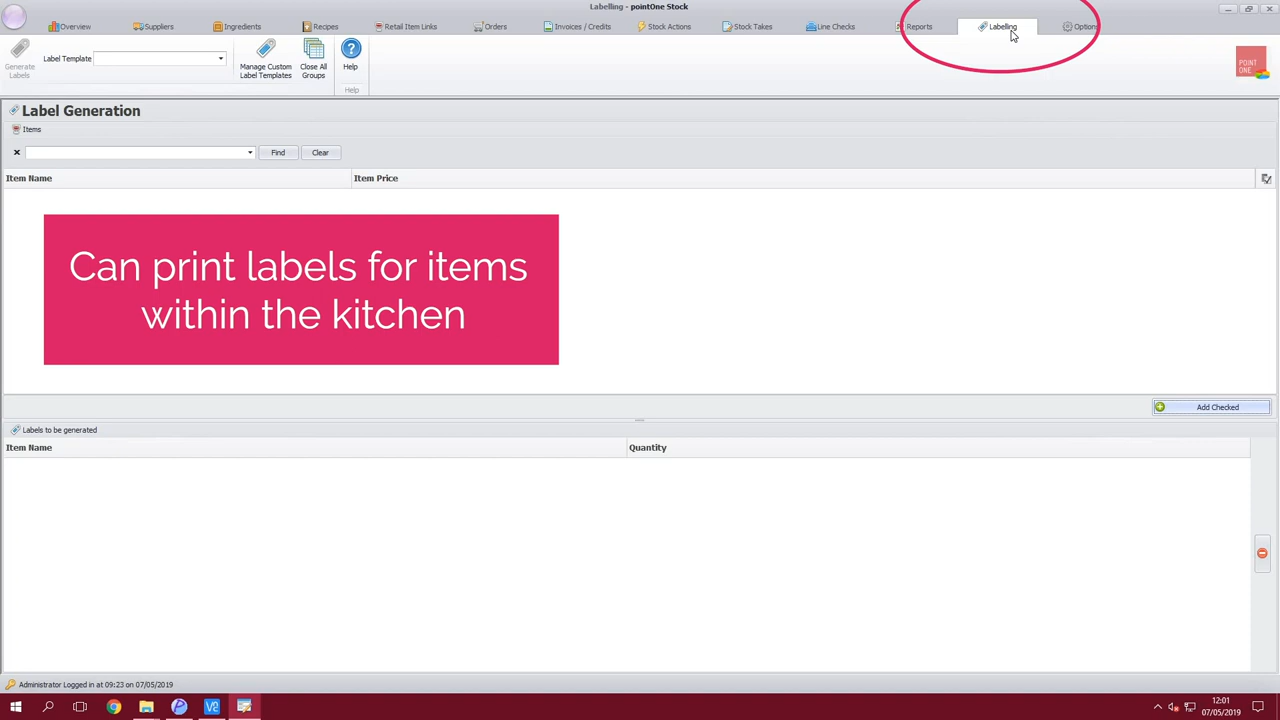 Labelling - pointOne Stock
Overview
Suppliers
Ingredients
Recipes
Retail Item Links
Orders
Invoices / Credits
Stock Actions
Stock Takes
Line Checks
Reports
Labelling
Options
Generate
Labels
Label Template
Manage Custom
Label Templates
Close All
Groups
Help
Help
POINT
ONE
Label Generation
Items
Find
Clear
Item Name
Item Price
Can print labels for items
within the kitchen
Add Checked
Labels to be generated
Item Name
Quantity
Administrator Logged in at 09:23 on 07/05/2019
12:01
07/05/2019